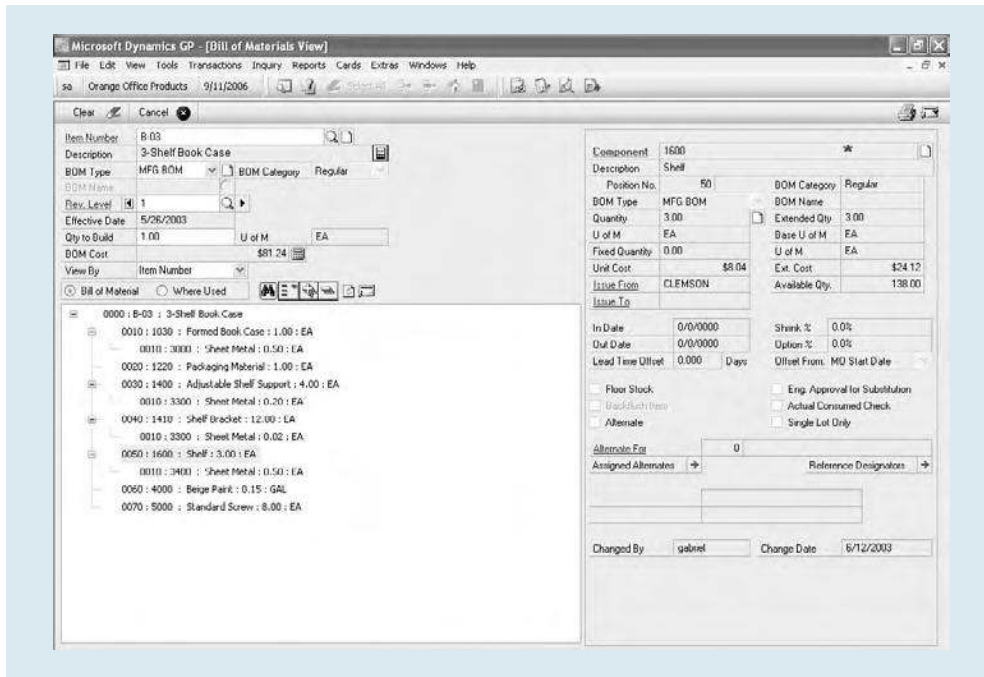 Microsoft Dynamics GP - [Bill of Materials View]
File Edit View Tools Transactions Inquiry Reports Cards Extras Windows Help
sa Orange Office Products 9/11/2006
Clear Cancel
Item Number B-03
Description 3-Shelf Book Case
BOM Type MFG BOM BOM Category Regular
BOM Name
Rev. Level 1
Effective Date 5/26/2003
Qty to Build 1.00 U of M EA
BOM Cost $81.24
View By Item Number
Bill of Material Where Used
0000 : B-03 : 3-Shelf Book Case
0010 : 1030 : Formed Book Case : 1.00 : EA
0010 : 3000 : Sheet Metal : 0.50 : EA
0020 : 1220 : Packaging Material : 1.00 : EA
0030 : 1400 : Adjustable Shelf Support : 4.00 : EA
0010 : 3300 : Sheet Metal : 0.20 : EA
0040 : 1410 : Shelf Bracket : 12.00 : EA
0010 : 3300 : Sheet Metal : 0.02 : EA
0050 : 1600 : Shelf : 3.00 : EA
0010 : 3400 : Sheet Metal : 0.50 : EA
0060 : 4000 : Beige Paint : 0.15 : GAL
0070 : 5000 : Standard Screw : 8.00 : EA
Component 1600 *
Description Shelf
Position No. 50 BOM Category Regular
BOM Type MFG BOM BOM Name
Quantity 3.00 Extended Qty 3.00
U of M EA Base U of M EA
Fixed Quantity 0.00 U of M EA
Unit Cost $8.04 Ext. Cost $24.12
Issue From CLEMSON Available Qty. 138.00
Issue To
In Date 0/0/0000 Shrink % 0.0%
Out Date 0/0/0000 Option % 0.0%
Lead Time Offset 0.000 Days Offset From: MO Start Date
Floor Stock Eng. Approval for Substitution
Backflush Item Actual Consumed Check
Alternate Single Lot Only
Alternate For 0
Assigned Alternates Reference Designators
Changed By gabriel Change Date 6/12/2003